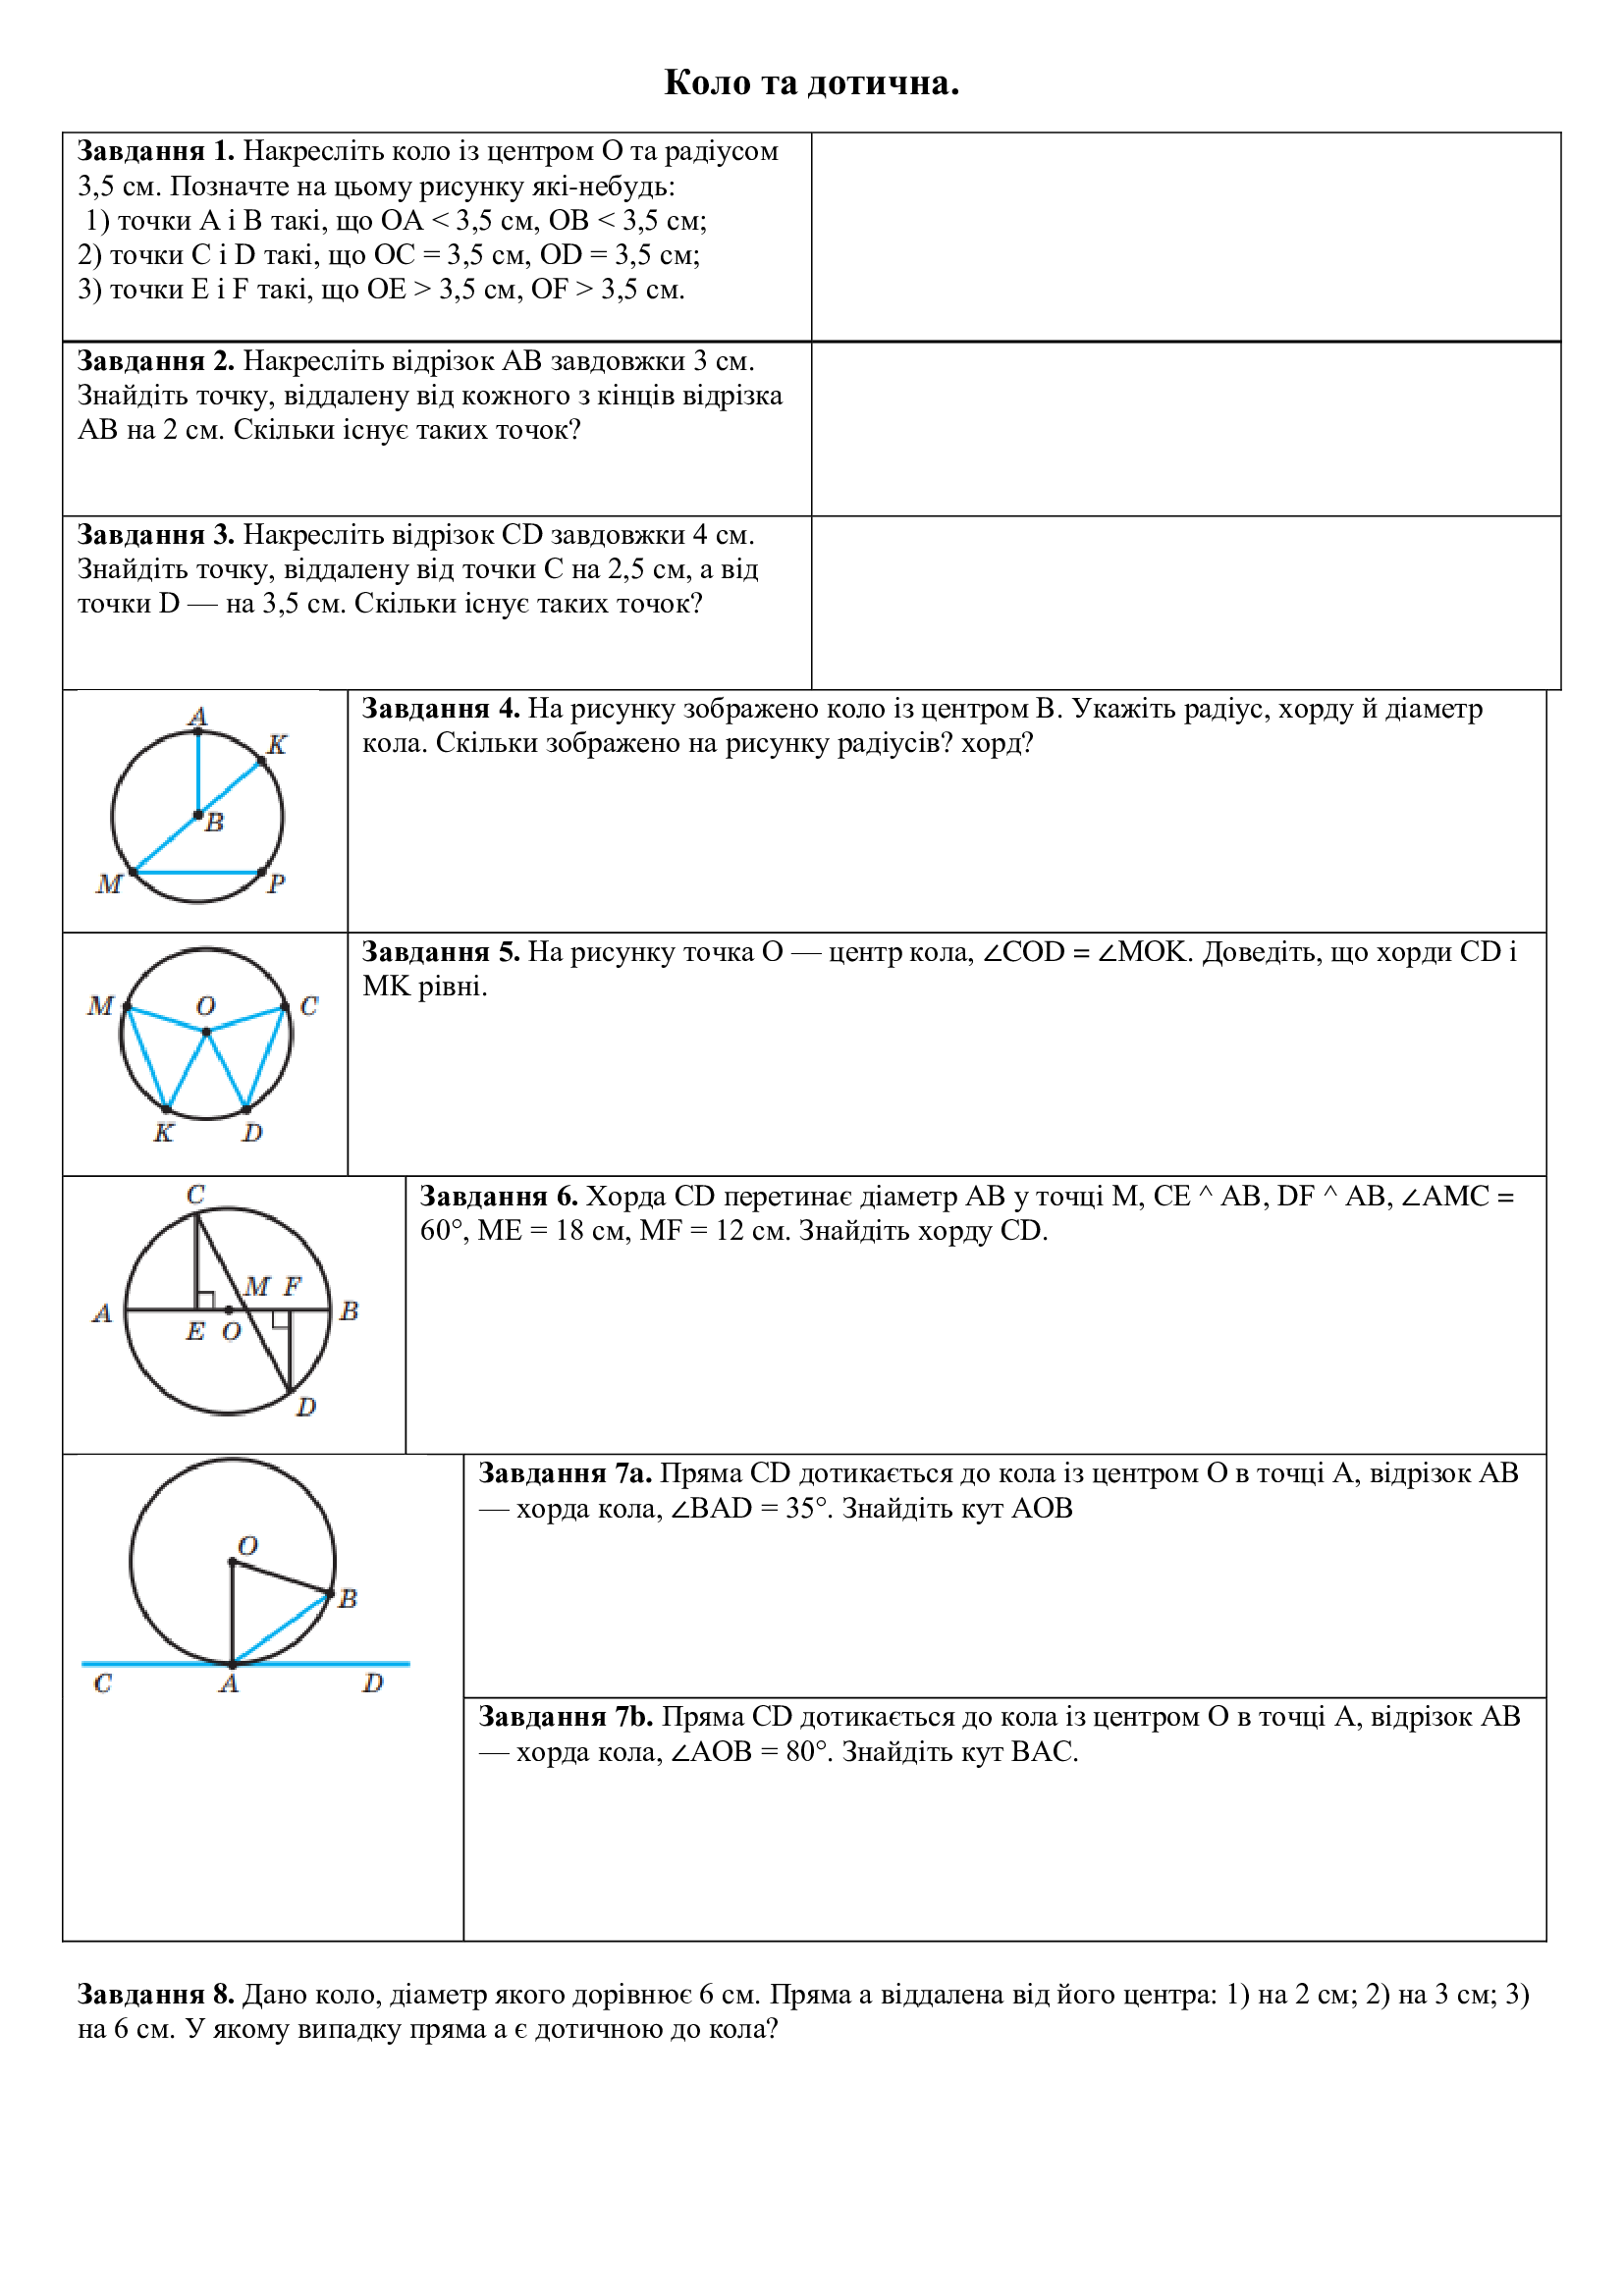 Коло та дотична.
Завдання 1. Накресліть коло із центром О та радіусом
3,5 см. Позначте на цьому рисунку які-небудь:
1) точки A і B такі, що OA < 3,5 см, OB < 3,5 см;
2) точки C і D такі, що OC = 3,5 см, OD = 3,5 см;
3) точки E і F такі, що OE > 3,5 см, OF > 3,5 см.
Завдання 2. Накресліть відрізок AB завдовжки 3 см.
Знайдіть точку, віддалену від кожного з кінців відрізка
AB на 2 см. Скільки існує таких точок?
Завдання 3. Накресліть відрізок CD завдовжки 4 см.
Знайдіть точку, віддалену від точки C на 2,5 см, а від
точки D — на 3,5 см. Скільки існує таких точок?
A
K
B
M
P
Завдання 4. На рисунку зображено коло із центром B. Укажіть радіус, хорду й діаметр
кола. Скільки зображено на рисунку радіусів? хорд?
M
O
C
K
D
Завдання 5. На рисунку точка O — центр кола, ∠COD = ∠MOK. Доведіть, що хорди CD і
MK рівні.
C
M F
A
B
E O
D
Завдання 6. Хорда CD перетинає діаметр AB у точці M, CE ^ AB, DF ^ AB, ∠AMC =
60°, ME = 18 см, MF = 12 см. Знайдіть хорду CD.
O
B
C
A
D
Завдання 7a. Пряма CD дотикається до кола із центром O в точці A, відрізок AB
— хорда кола, ∠BAD = 35°. Знайдіть кут AOB
Завдання 7b. Пряма CD дотикається до кола із центром O в точці A, відрізок AB
— хорда кола, ∠AOB = 80°. Знайдіть кут BAC.
Завдання 8. Дано коло, діаметр якого дорівнює 6 см. Пряма a віддалена від його центра: 1) на 2 см; 2) на 3 см; 3)
на 6 см. У якому випадку пряма a є дотичною до кола?